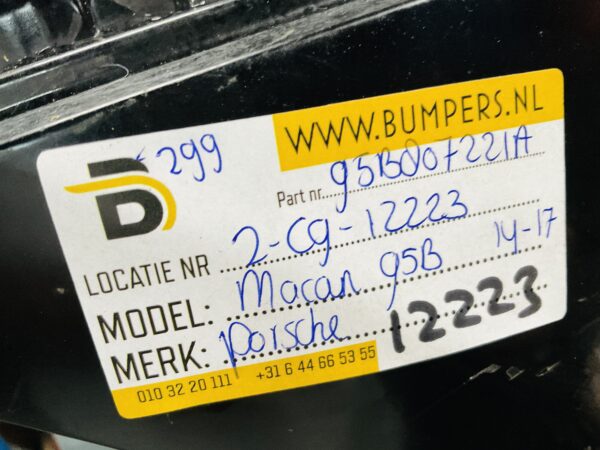 WWW.BUMPERS.NL
B €299
Part nr. 95B807221A
LOCATIE NR 2-C9-12223
MODEL: Macan 95B 14-17
MERK: porsche 12223
010 32 20 111 +31 6 44 66 53 55